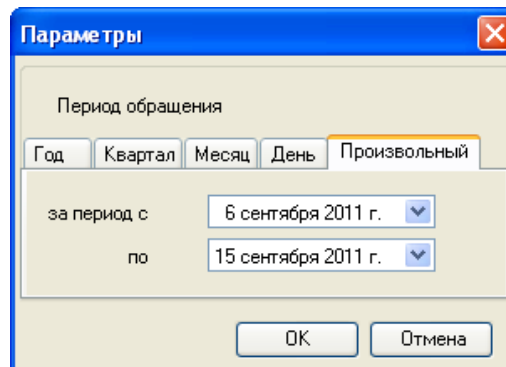 Параметры
Период обращения
Год Квартал Месяц День Произвольный
за период с 6 сентября 2011 г.
по 15 сентября 2011 г.
OK Отмена